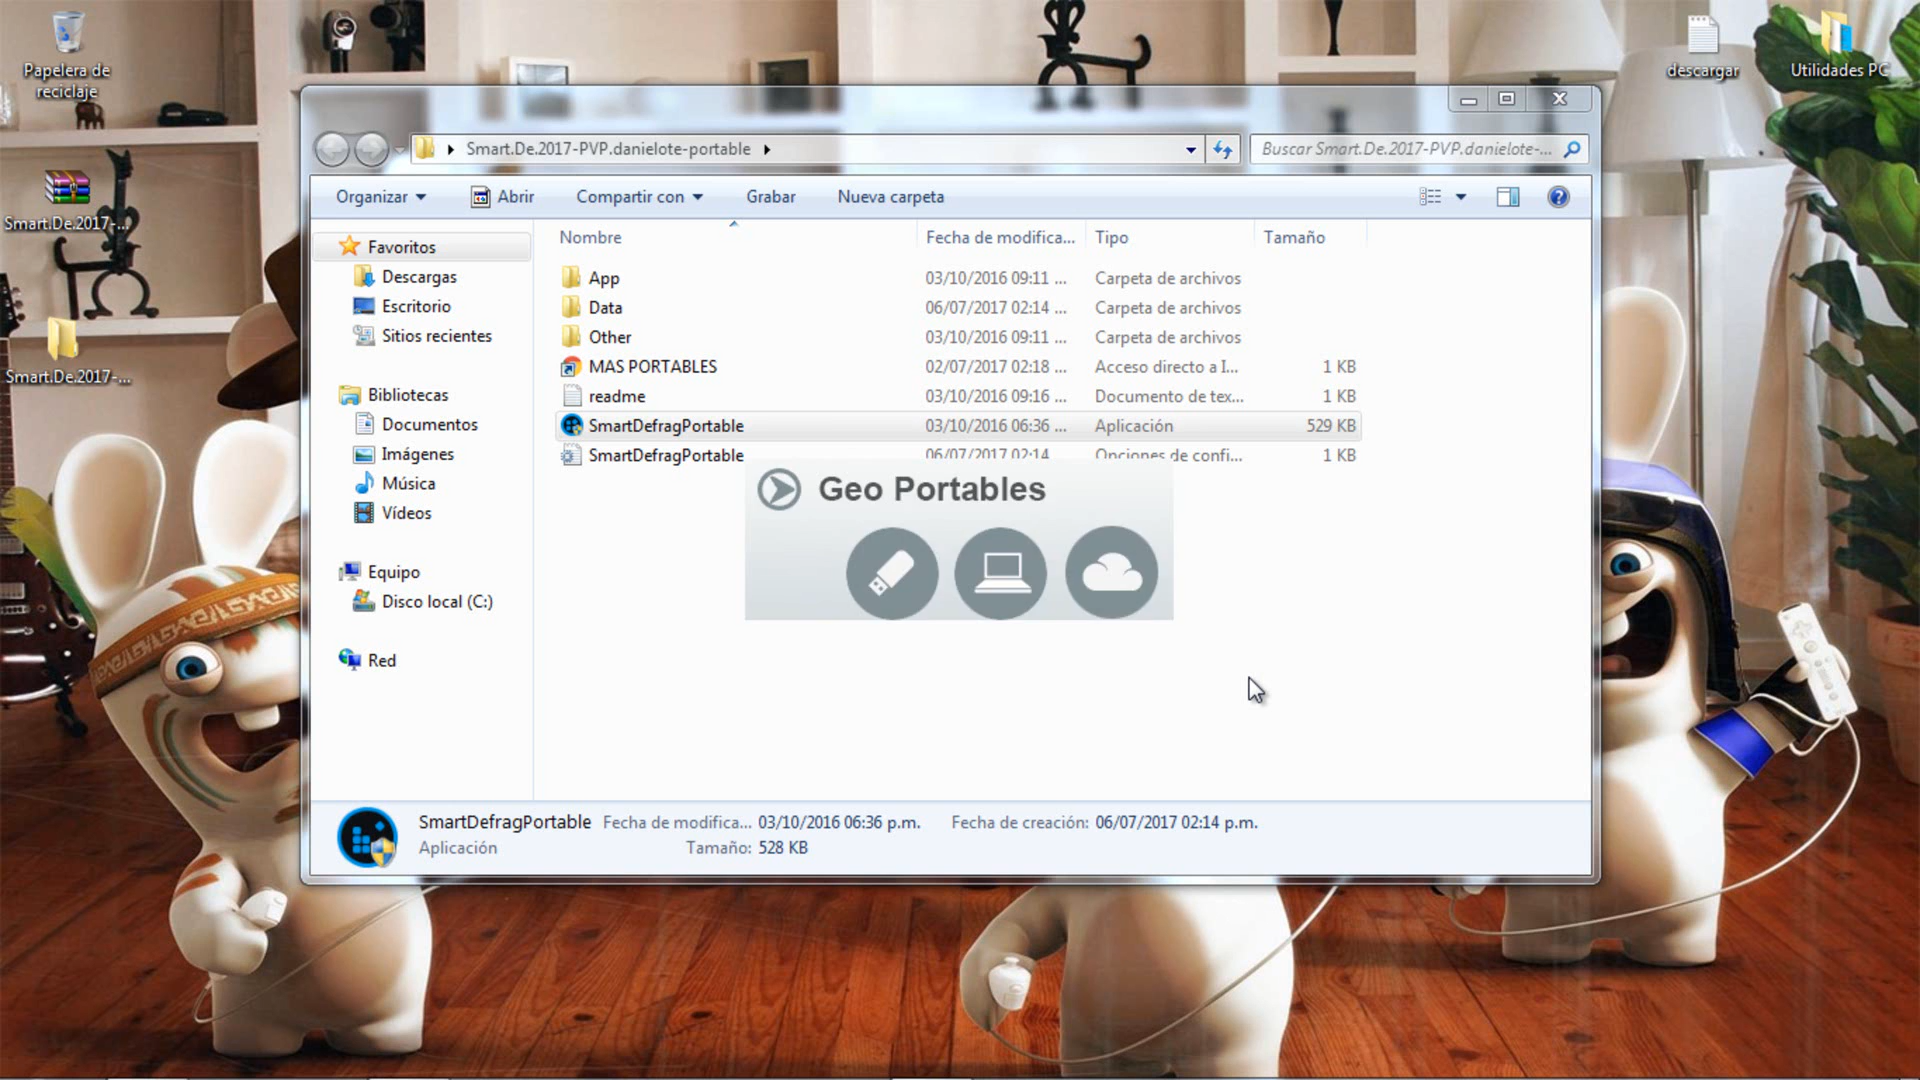 Papelera de
reciclaje
descargar
Utilidades PC
Smart.De.2017-...
Smart.De.2017-...
Smart.De.2017-PVP.danielote-portable
Buscar Smart.De.2017-PVP.danielote-...
Organizar
Abrir
Compartir con
Grabar
Nueva carpeta
Favoritos
Descargas
Escritorio
Sitios recientes
Bibliotecas
Documentos
Imágenes
Música
Vídeos
Equipo
Disco local (C:)
Red
Nombre Fecha de modifica... Tipo Tamaño
App 03/10/2016 09:11 ... Carpeta de archivos
Data 06/07/2017 02:14 ... Carpeta de archivos
Other 03/10/2016 09:11 ... Carpeta de archivos
MAS PORTABLES 02/07/2017 02:18 ... Acceso directo a I... 1 KB
readme 03/10/2016 09:16 ... Documento de tex... 1 KB
SmartDefragPortable 03/10/2016 06:36 ... Aplicación 529 KB
SmartDefragPortable 06/07/2017 02:14 Opciones de confi... 1 KB
Geo Portables
SmartDefragPortable Fecha de modifica... 03/10/2016 06:36 p.m. Fecha de creación: 06/07/2017 02:14 p.m.
Aplicación Tamaño: 528 KB